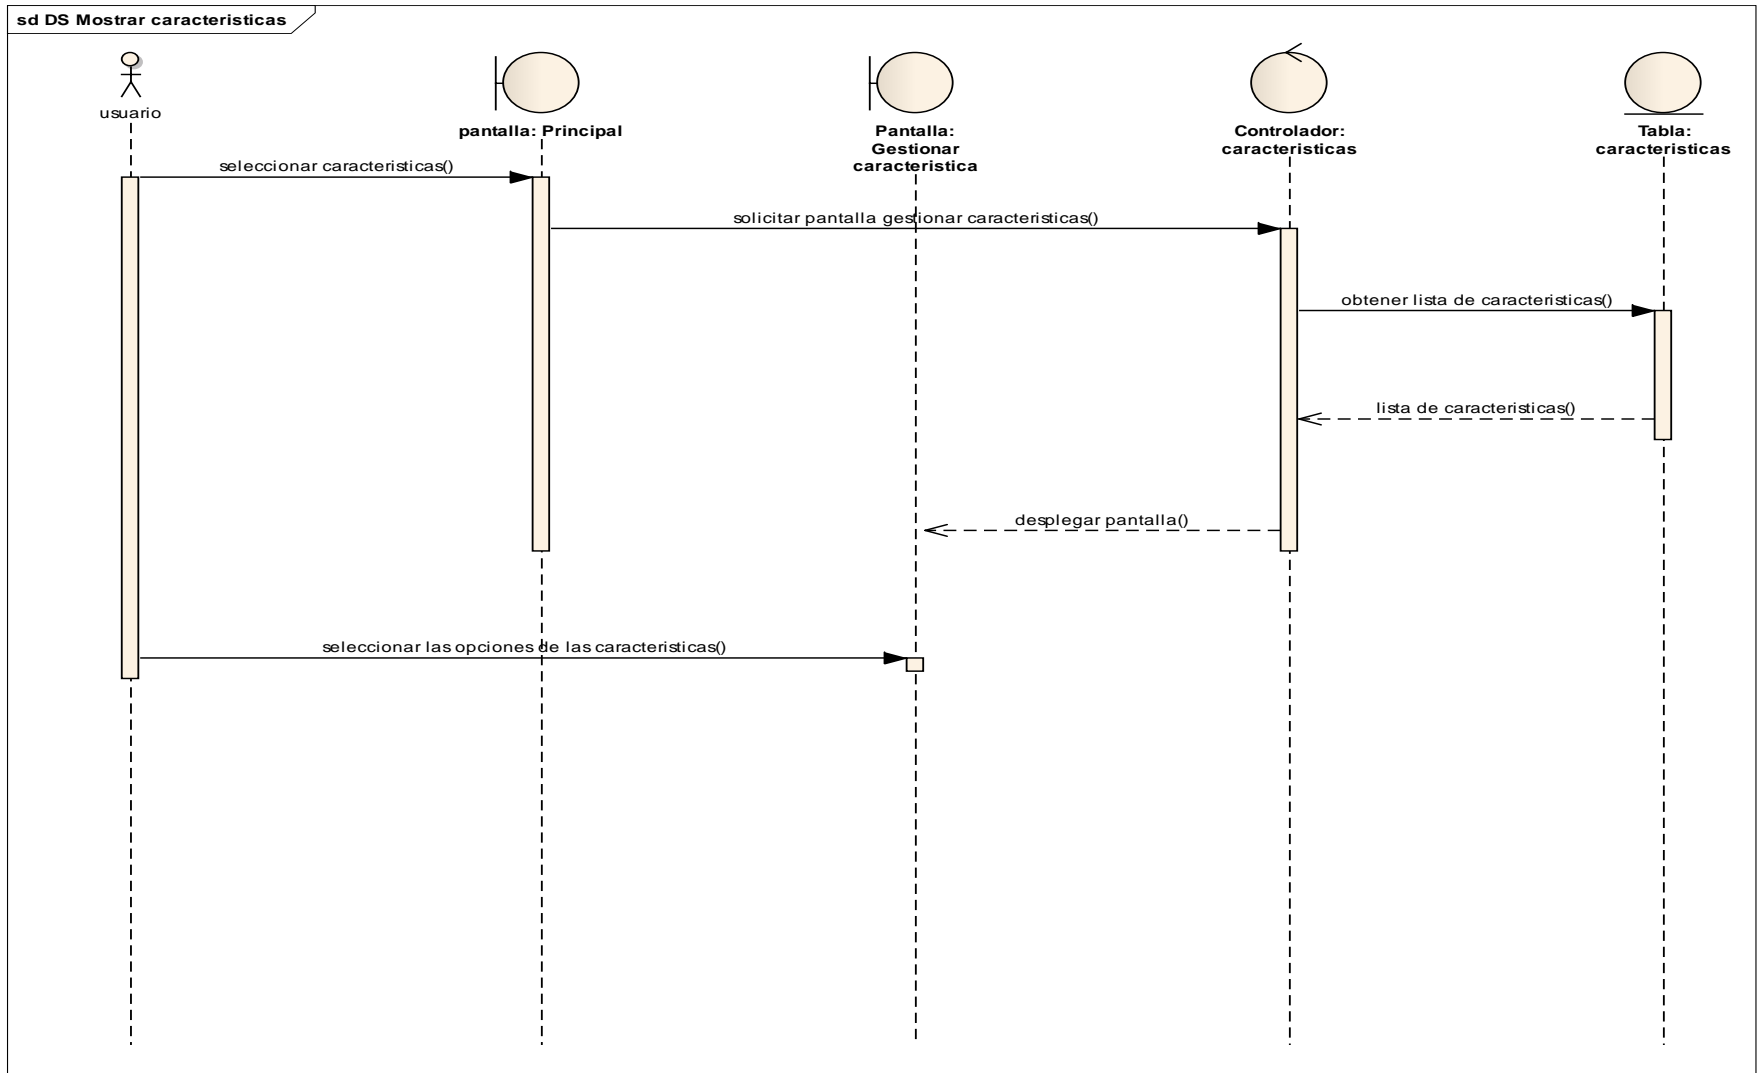 sd DS Mostrar caracteristicas
usuario
pantalla: Principal
Pantalla:
Gestionar
caracteristica
Controlador:
caracteristicas
Tabla:
caracteristicas
seleccionar caracteristicas()
solicitar pantalla gestionar caracteristicas()
obtener lista de caracteristicas()
lista de caracteristicas()
desplegar pantalla()
seleccionar las opciones de las caracteristicas()